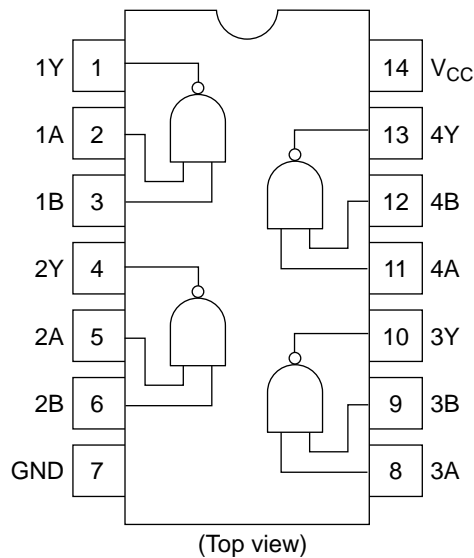 1Y 1 14 VCC
1A 2 13 4Y
1B 3 12 4B
2Y 4 11 4A
2A 5 10 3Y
2B 6 9 3B
GND 7 8 3A
(Top view)